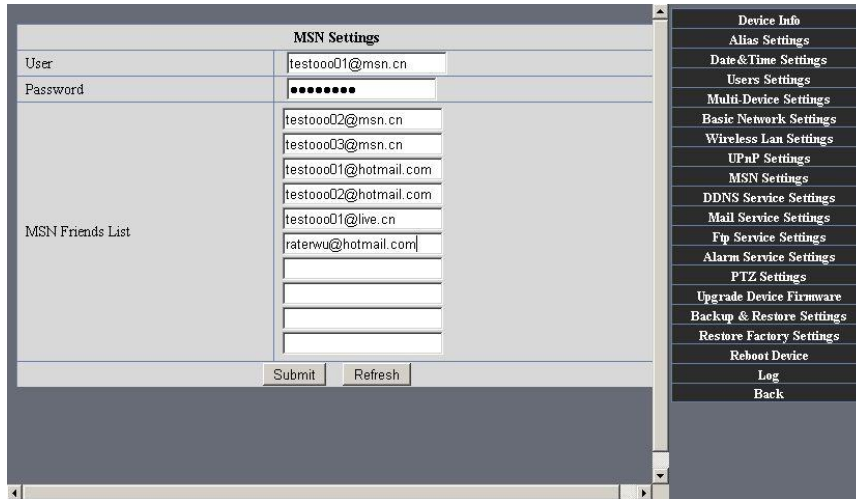 MSN Settings
User
testooo01@msn.cn
Password
●●●●●●●●
MSN Friends List
testooo02@msn.cn
testooo03@msn.cn
testooo01@hotmail.com
testooo02@hotmail.com
testooo01@live.cn
raterwu@hotmail.com
Submit Refresh
Device Info
Alias Settings
Date&Time Settings
Users Settings
Multi-Device Settings
Basic Network Settings
Wireless Lan Settings
UPnP Settings
MSN Settings
DDNS Service Settings
Mail Service Settings
Ftp Service Settings
Alarm Service Settings
PTZ Settings
Upgrade Device Firmware
Backup & Restore Settings
Restore Factory Settings
Reboot Device
Log
Back